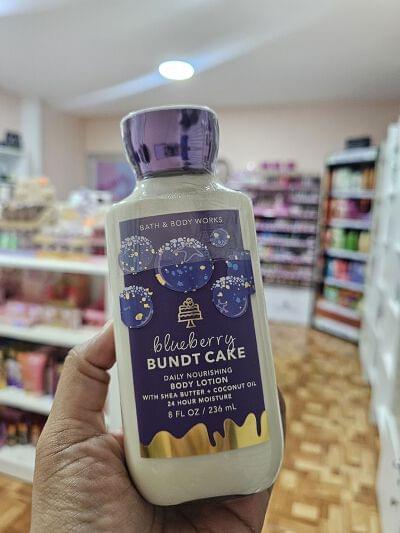 BATH & BODY WORKS
blueberry
BUNDT CAKE
DAILY NOURISHING
BODY LOTION
WITH SHEA BUTTER + COCONUT OIL
24 HOUR MOISTURE
8 FL OZ / 236 mL